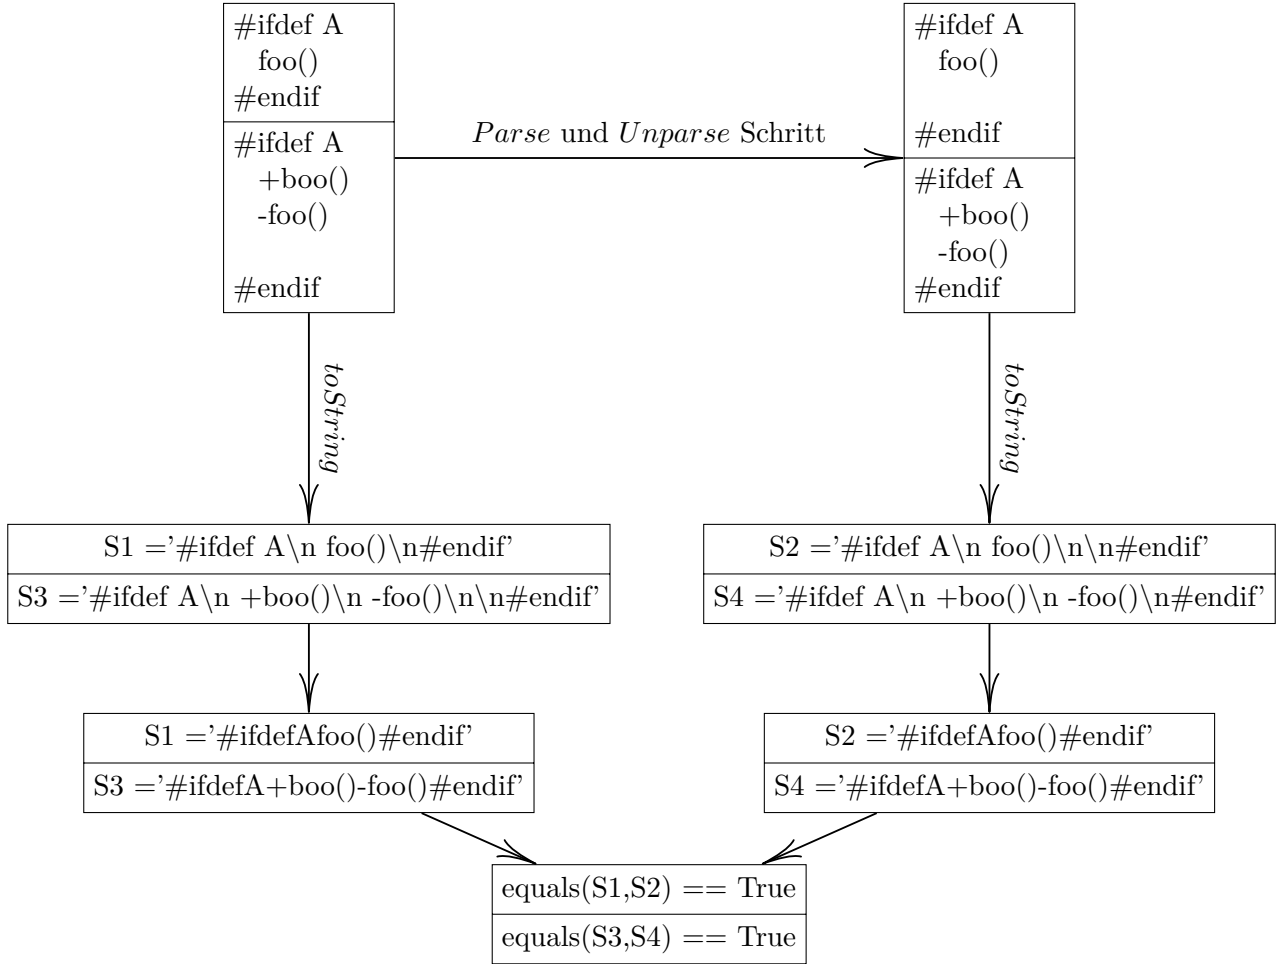 #ifdef A
foo()
#endif
#ifdef A
+boo()
-foo()
#endif
Parse und Unparse Schritt
#ifdef A
foo()
#endif
#ifdef A
+boo()
-foo()
#endif
toString
toString
S1 =’#ifdef A\n foo()\n#endif’
S3 =’#ifdef A\n +boo()\n -foo()\n\n#endif’
S2 =’#ifdef A\n foo()\n\n#endif’
S4 =’#ifdef A\n +boo()\n -foo()\n#endif’
S1 =’#ifdefAfoo()#endif’
S3 =’#ifdefA+boo()-foo()#endif’
S2 =’#ifdefAfoo()#endif’
S4 =’#ifdefA+boo()-foo()#endif’
equals(S1,S2) == True
equals(S3,S4) == True